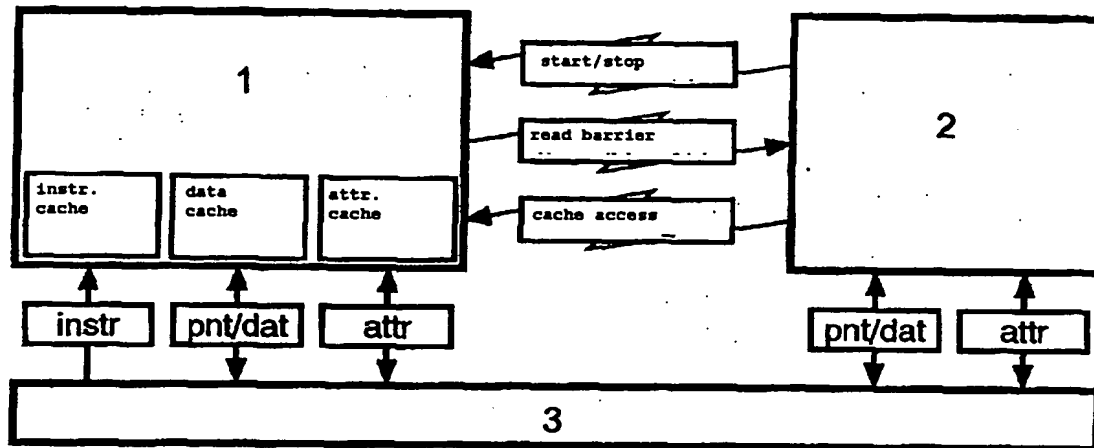 1
start/stop
2
read barrier
instr.
cache
data
cache
attr.
cache
cache access
instr
pnt/dat
attr
pnt/dat
attr
3